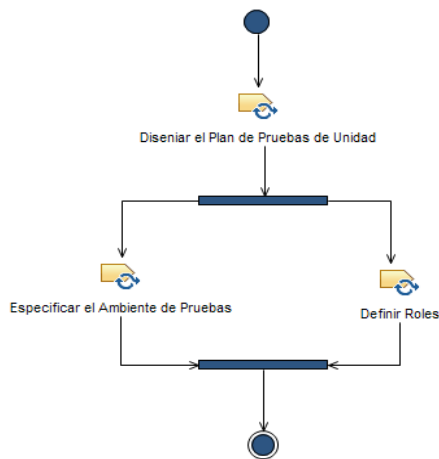 Diseniar el Plan de Pruebas de Unidad
Especificar el Ambiente de Pruebas
Definir Roles